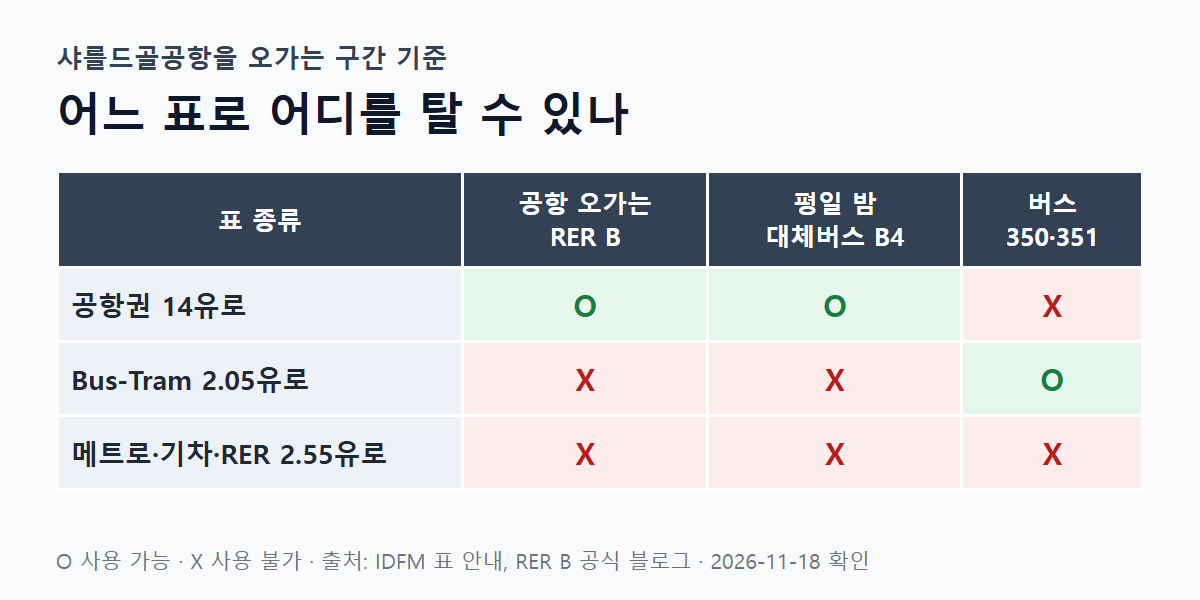 샤를드골공항을 오가는 구간 기준
어느 표로 어디를 탈 수 있나
표 종류
공항 오가는
RER B
평일 밤
대체버스 B4
버스
350·351
공항권 14유로
O
O
X
Bus-Tram 2.05유로
X
X
O
메트로·기차·RER 2.55유로
X
X
X
O 사용 가능 · X 사용 불가 · 출처: IDFM 표 안내, RER B 공식 블로그 · 2026-11-18 확인